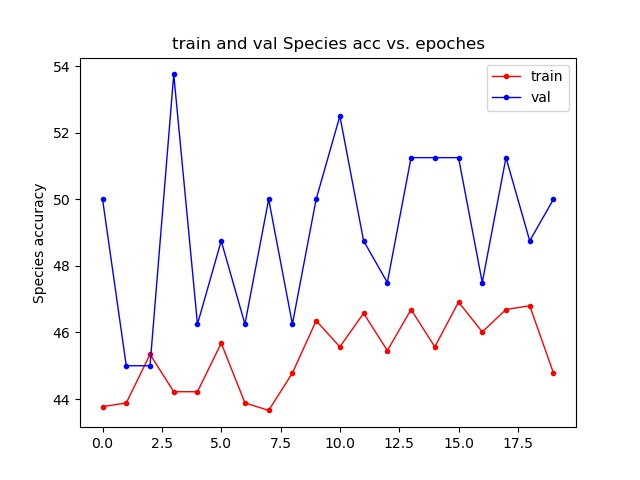 train and val Species acc vs. epoches
train
val
Species accuracy
54
52
50
48
46
44
0.0 2.5 5.0 7.5 10.0 12.5 15.0 17.5